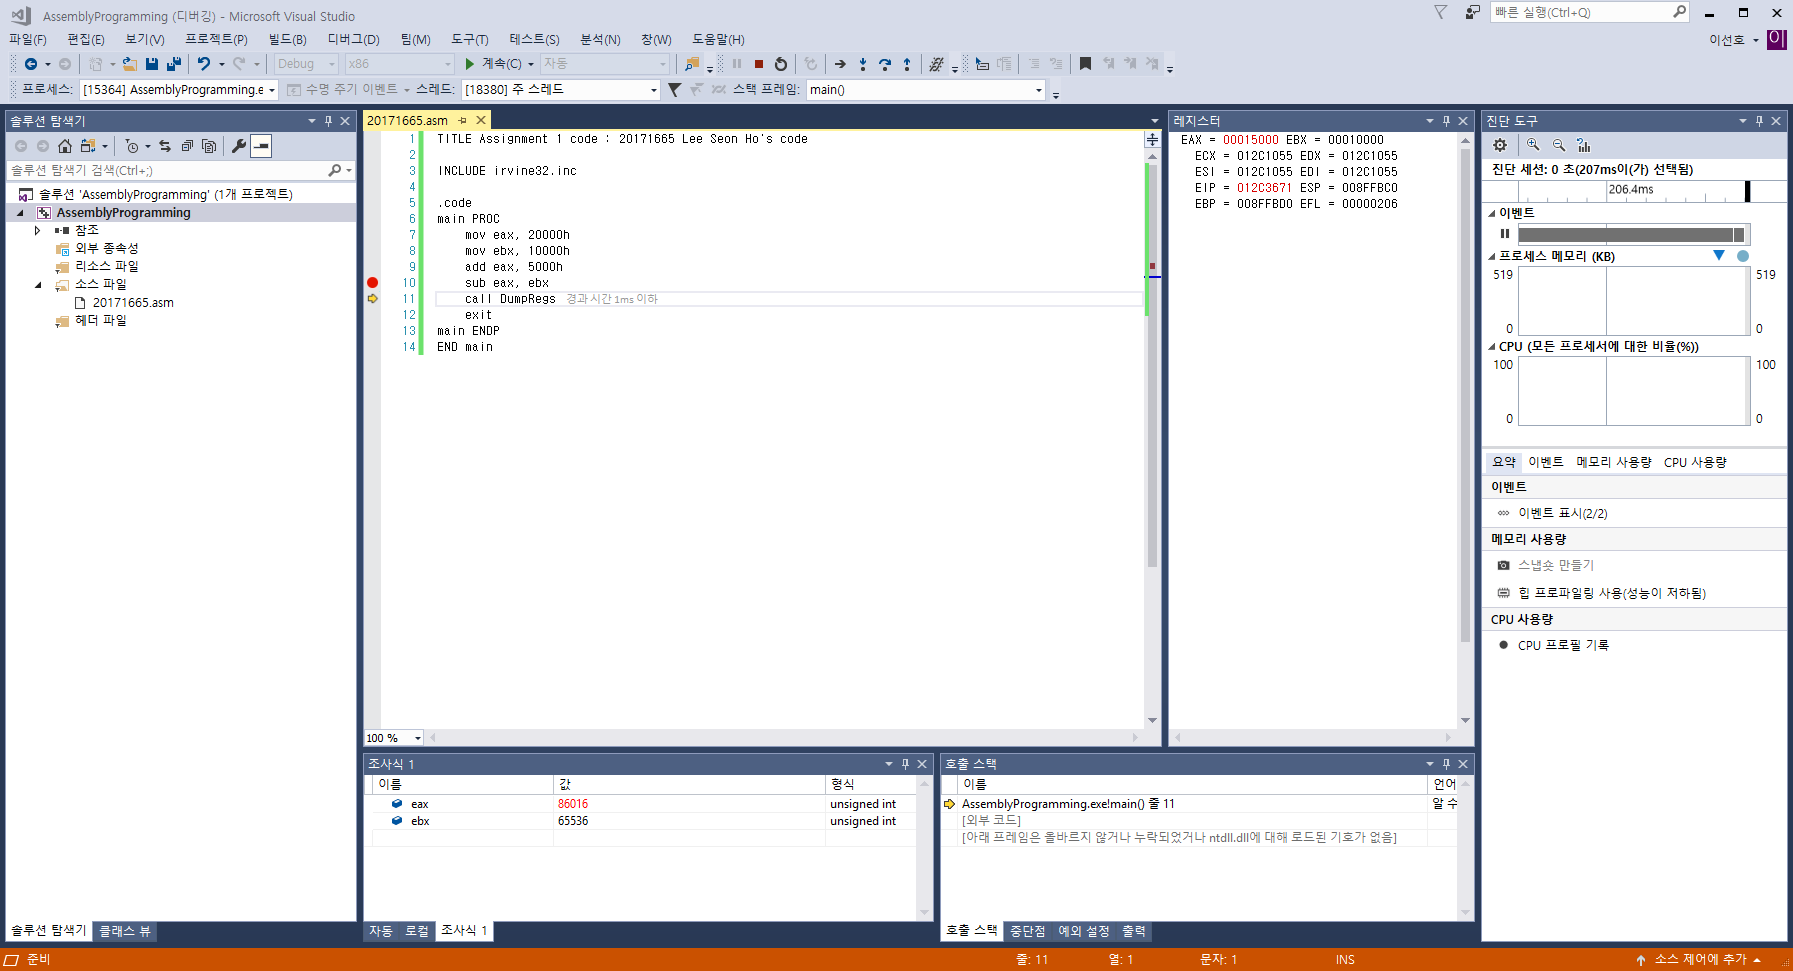 AssemblyProgramming (디버깅) - Microsoft Visual Studio
빠른 실행(Ctrl+Q)
파일(F) 편집(E) 보기(V) 프로젝트(P) 빌드(B) 디버그(D) 팀(M) 도구(T) 테스트(S) 분석(N) 창(W) 도움말(H)
이선호
Debug x86 계속(C) 자동
프로세스: [15364] AssemblyProgramming.e 수명 주기 이벤트 스레드: [18380] 주 스레드 스택 프레임: main()
솔루션 탐색기
솔루션 탐색기 검색(Ctrl+;)
솔루션 'AssemblyProgramming' (1개 프로젝트)
AssemblyProgramming
참조
외부 종속성
리소스 파일
소스 파일
20171665.asm
헤더 파일
솔루션 탐색기 클래스 뷰
20171665.asm
1 TITLE Assignment 1 code : 20171665 Lee Seon Ho's code
2
3 INCLUDE irvine32.inc
4
5 .code
6 main PROC
7 mov eax, 20000h
8 mov ebx, 10000h
9 add eax, 5000h
10 sub eax, ebx
11 call DumpRegs 경과 시간 1ms 이하
12 exit
13 main ENDP
14 END main
100 %
레지스터
EAX = 00015000 EBX = 00010000
ECX = 012C1055 EDX = 012C1055
ESI = 012C1055 EDI = 012C1055
EIP = 012C3671 ESP = 008FFBC0
EBP = 008FFBD0 EFL = 00000206
진단 도구
진단 세션: 0 초(207ms이(가) 선택됨)
206.4ms
이벤트
프로세스 메모리 (KB)
519 519
0 0
CPU (모든 프로세서에 대한 비율(%))
100 100
0 0
요약 이벤트 메모리 사용량 CPU 사용량
이벤트
이벤트 표시(2/2)
메모리 사용량
스냅숏 만들기
힙 프로파일링 사용(성능이 저하됨)
CPU 사용량
CPU 프로필 기록
조사식 1
이름 값 형식
eax 86016 unsigned int
ebx 65536 unsigned int
자동 로컬 조사식 1
호출 스택
이름 언어
AssemblyProgramming.exe!main() 줄 11 알 수
[외부 코드]
[아래 프레임은 올바르지 않거나 누락되었거나 ntdll.dll에 대해 로드된 기호가 없음]
호출 스택 중단점 예외 설정 출력
준비 줄: 11 열: 1 문자: 1 INS 소스 제어에 추가